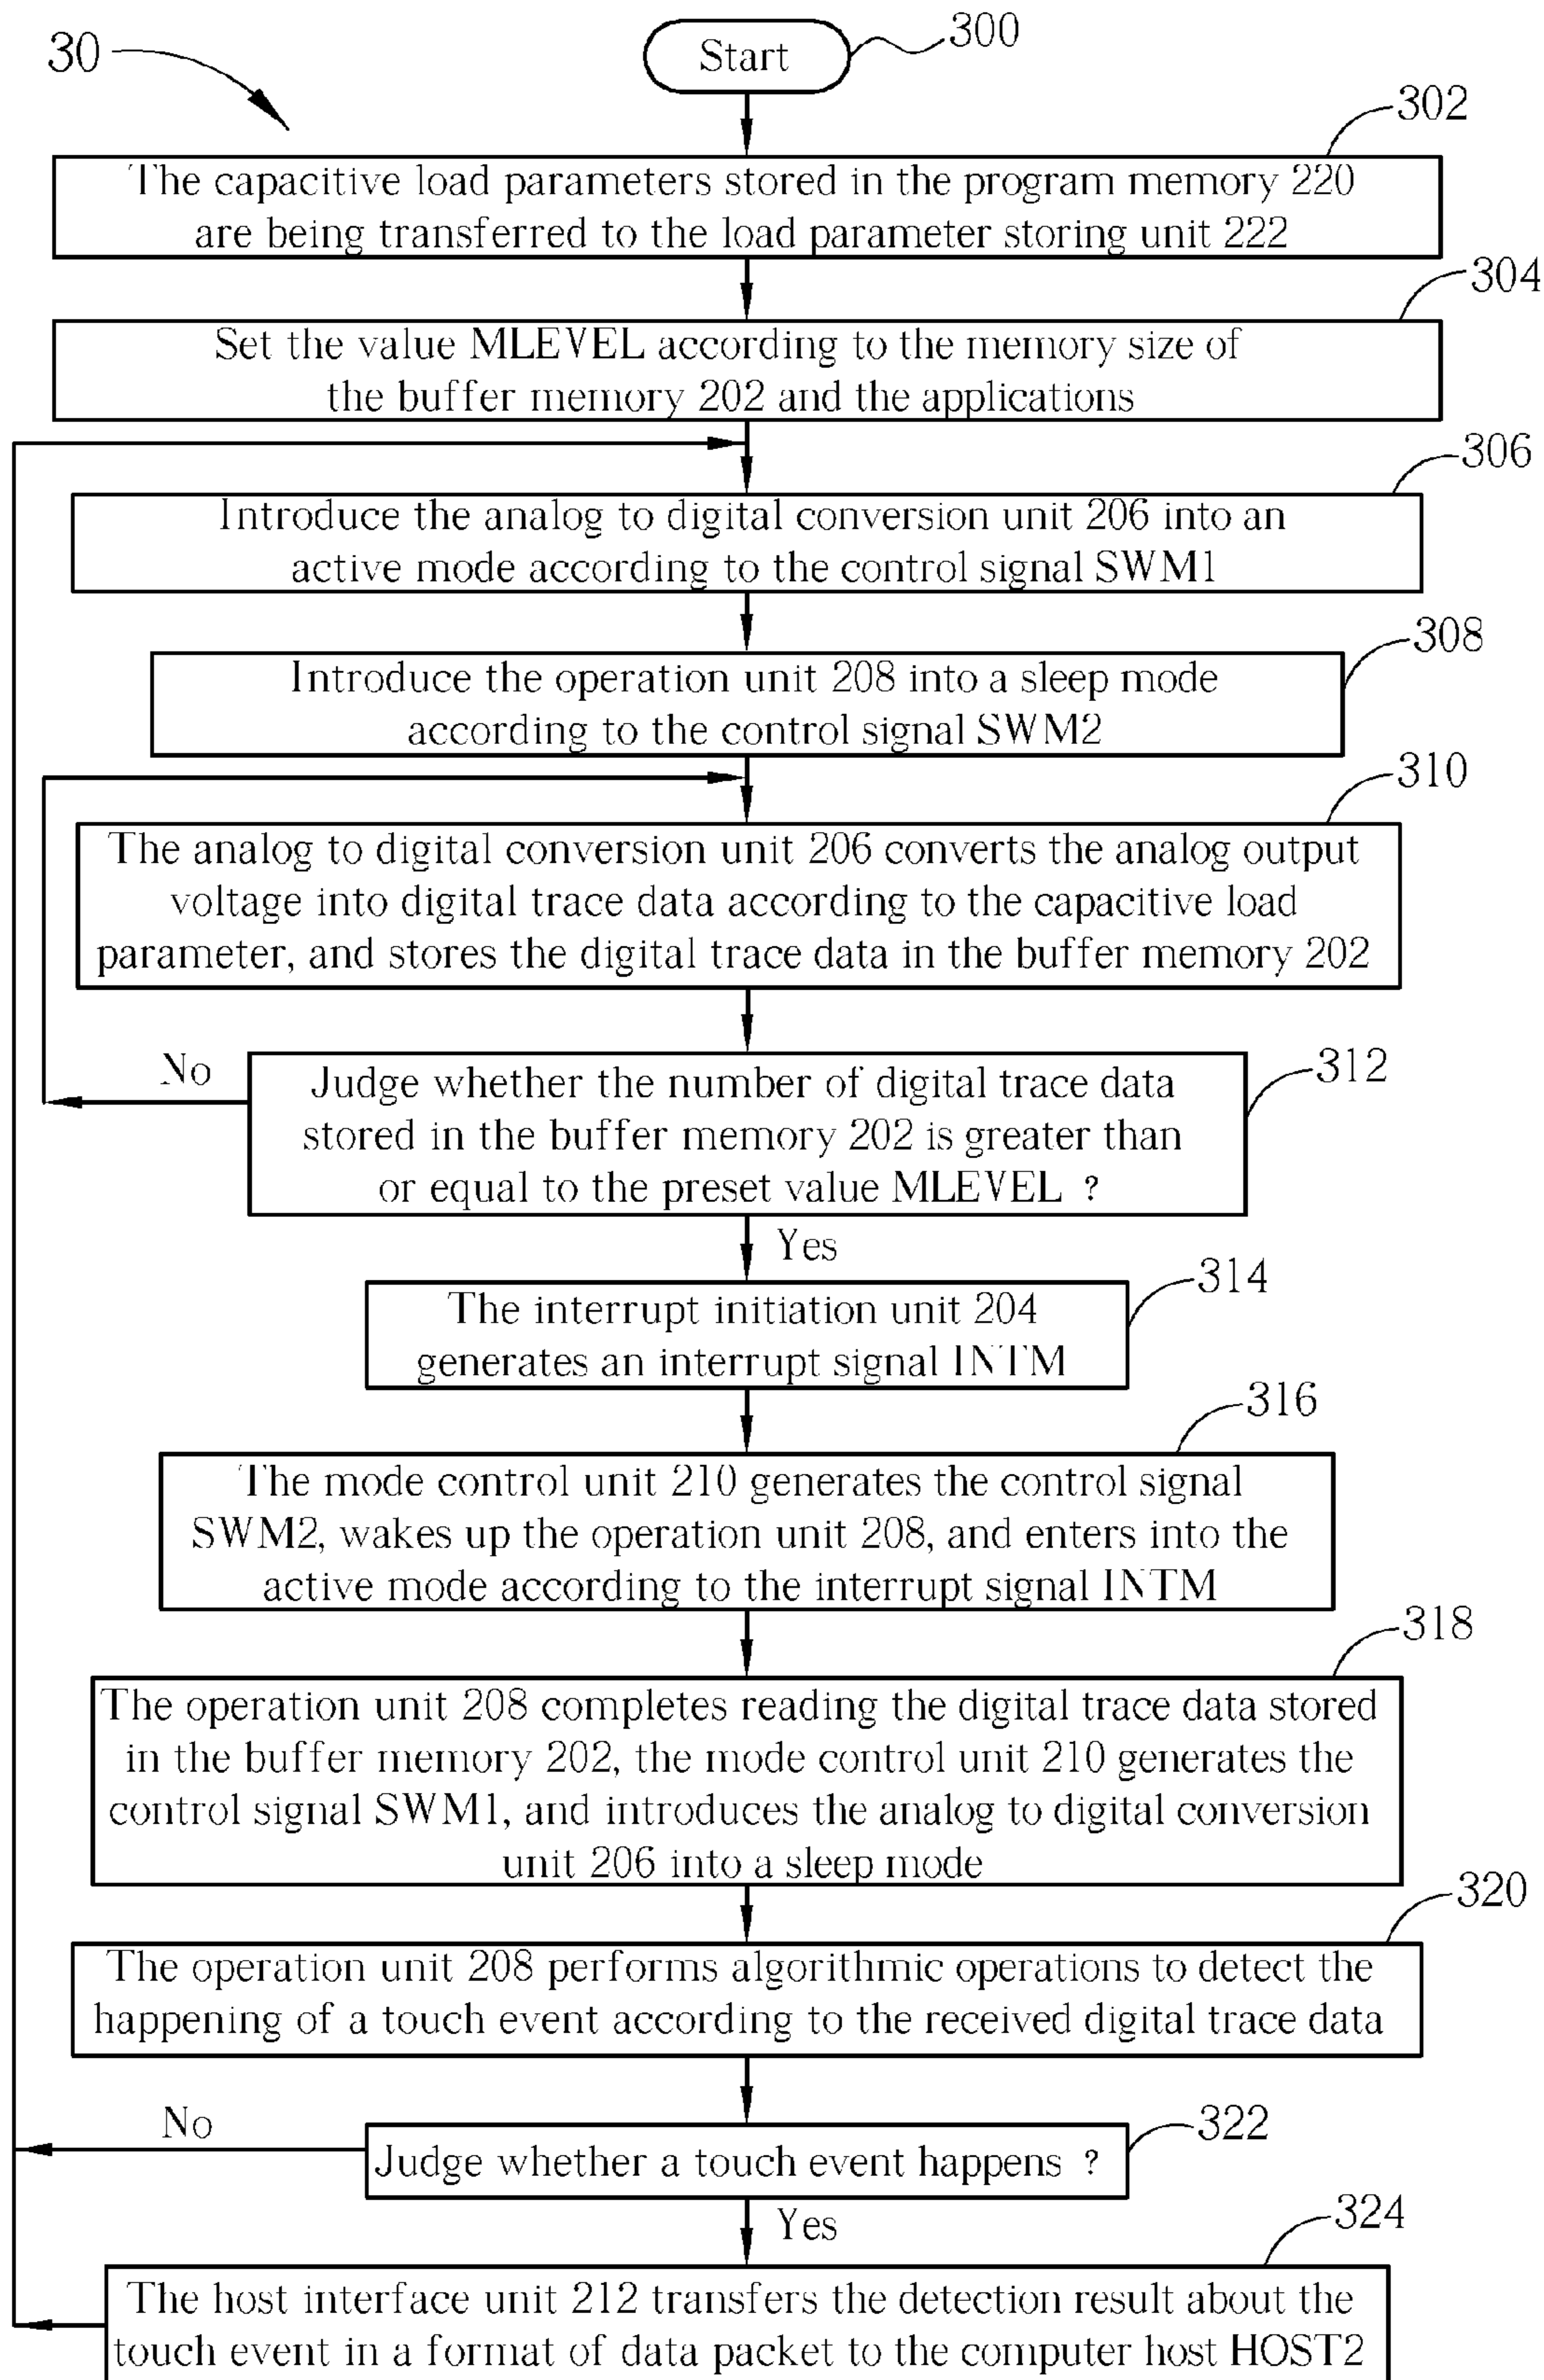 30
Start
300
302
The capacitive load parameters stored in the program memory 220
are being transferred to the load parameter storing unit 222
304
Set the value MLEVEL according to the memory size of
the buffer memory 202 and the applications
306
Introduce the analog to digital conversion unit 206 into an
active mode according to the control signal SWM1
308
Introduce the operation unit 208 into a sleep mode
according to the control signal SWM2
310
The analog to digital conversion unit 206 converts the analog output
voltage into digital trace data according to the capacitive load
parameter, and stores the digital trace data in the buffer memory 202
No
312
Judge whether the number of digital trace data
stored in the buffer memory 202 is greater than
or equal to the preset value MLEVEL ?
Yes
314
The interrupt initiation unit 204
generates an interrupt signal INTM
316
The mode control unit 210 generates the control signal
SWM2, wakes up the operation unit 208, and enters into the
active mode according to the interrupt signal INTM
318
The operation unit 208 completes reading the digital trace data stored
in the buffer memory 202, the mode control unit 210 generates the
control signal SWM1, and introduces the analog to digital conversion
unit 206 into a sleep mode
320
The operation unit 208 performs algorithmic operations to detect the
happening of a touch event according to the received digital trace data
No
322
Judge whether a touch event happens ?
Yes
324
The host interface unit 212 transfers the detection result about the
touch event in a format of data packet to the computer host HOST2